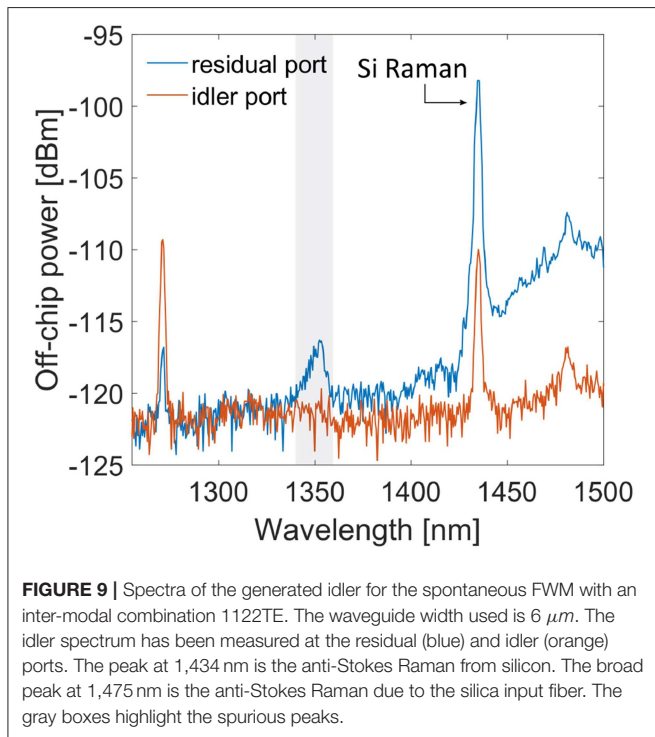 -95
residual port
idler port
Si Raman
-100
-105
-110
-115
-120
-125
Off-chip power [dBm]
1300
1350
1400
1450
1500
Wavelength [nm]
FIGURE 9 | Spectra of the generated idler for the spontaneous FWM with an
inter-modal combination 1122TE. The waveguide width used is 6 μm. The
idler spectrum has been measured at the residual (blue) and idler (orange)
ports. The peak at 1,434 nm is the anti-Stokes Raman from silicon. The broad
peak at 1,475 nm is the anti-Stokes Raman due to the silica input fiber. The
gray boxes highlight the spurious peaks.